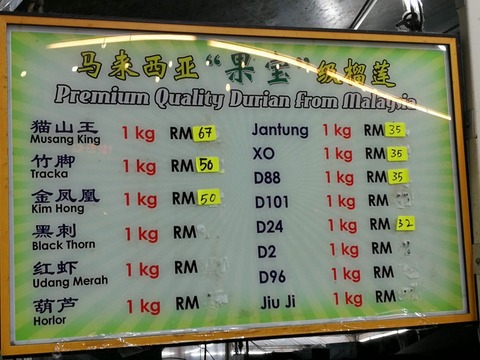 马来西亚“果王”级榴莲
Premium Quality Durian from Malaysia
猫山王 1 kg RM 67
Musang King
竹脚 1 kg RM 50
Tracka
金凤凰 1 kg RM 50
Kim Hong
黑刺 1 kg RM
Black Thorn
红虾 1 kg RM
Udang Merah
葫芦 1 kg RM
Horlor
Jantung 1 kg RM 35
XO 1 kg RM 35
D88 1 kg RM 35
D101 1 kg RM
D24 1 kg RM 32
D2 1 kg RM
D96 1 kg RM
Jiu Ji 1 kg RM